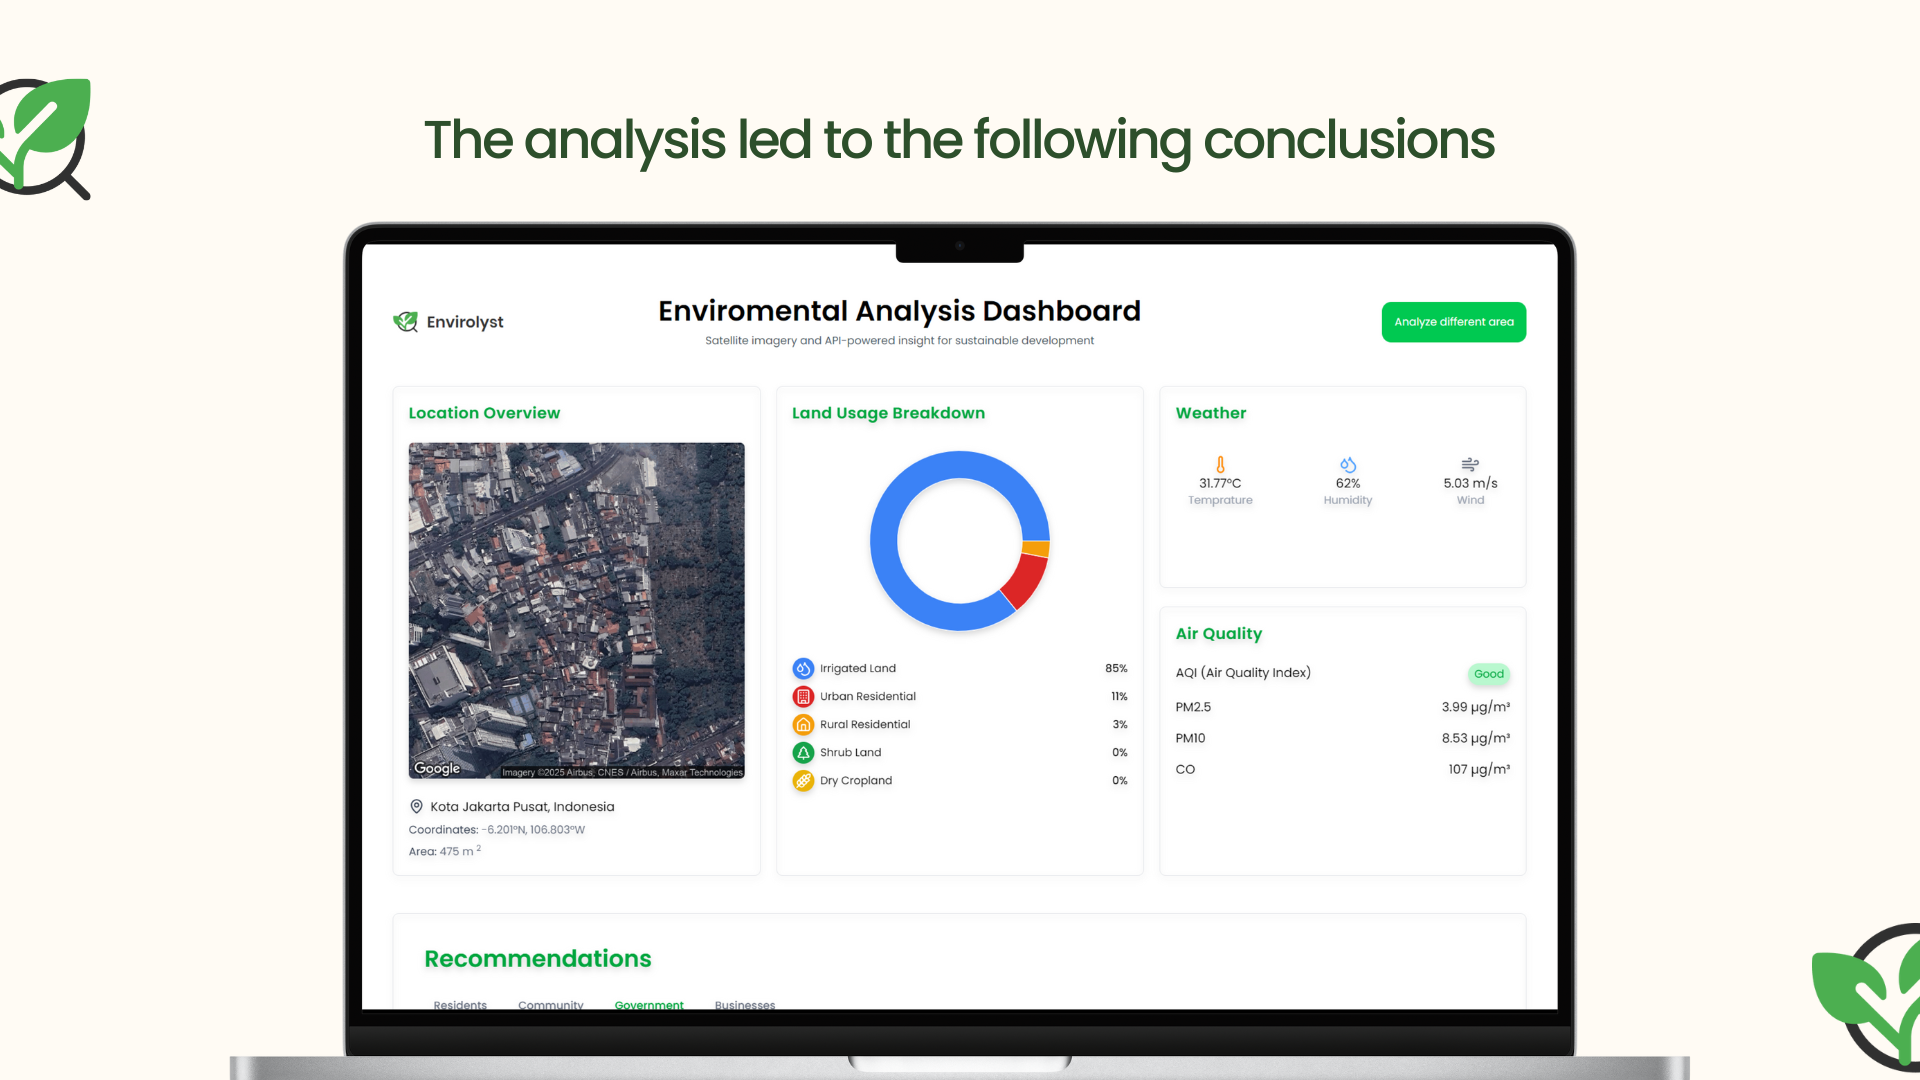 The analysis led to the following conclusions
Envirolyst
Enviromental Analysis Dashboard
Satellite imagery and API-powered insight for sustainable development
Analyze different area
Location Overview
Google
Imagery ©2025 Airbus, CNES / Airbus, Maxar Technologies
Kota Jakarta Pusat, Indonesia
Coordinates: -6.201°N, 106.803°W
Area: 475 m ²
Land Usage Breakdown
Irrigated Land 85%
Urban Residential 11%
Rural Residential 3%
Shrub Land 0%
Dry Cropland 0%
Weather
31.77°C 62% 5.03 m/s
Temprature Humidity Wind
Air Quality
AQI (Air Quality Index) Good
PM2.5 3.99 µg/m³
PM10 8.53 µg/m³
CO 107 µg/m³
Recommendations
Residents Community Government Businesses